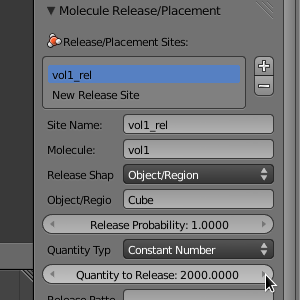 Molecule Release/Placement
Release/Placement Sites:
vol1_rel
New Release Site
Site Name: vol1_rel
Molecule: vol1
Release Shap Object/Region
Object/Regio Cube
Release Probability: 1.0000
Quantity Typ Constant Number
Quantity to Release: 2000.0000
Release Patte